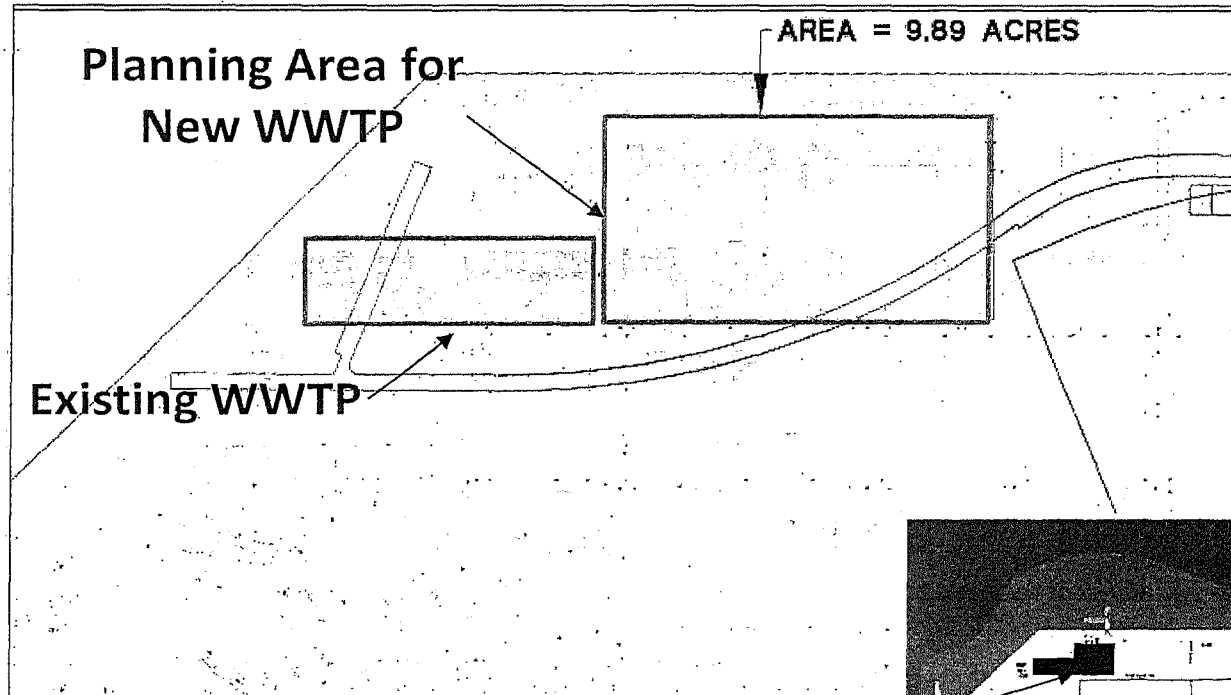 AREA = 9.89 ACRES
Planning Area for
New WWTP
Existing WWTP